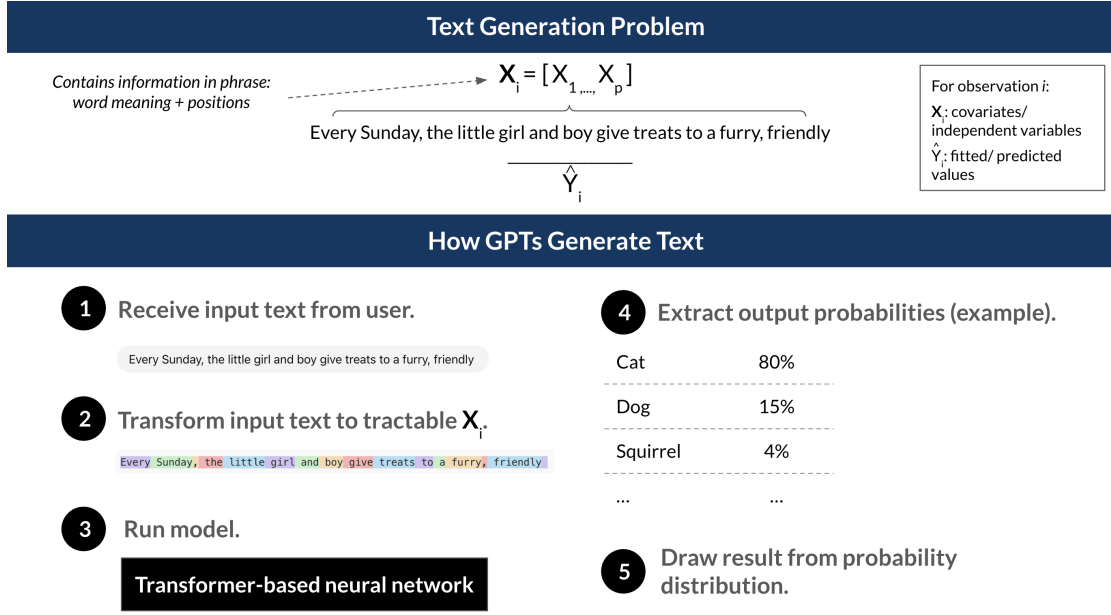 Text Generation Problem
Contains information in phrase:
word meaning + positions
Xᵢ = [X₁,...,Xₚ]
Every Sunday, the little girl and boy give treats to a furry, friendly
______
Ŷᵢ
For observation i:
Xᵢ: covariates/
independent variables
Ŷᵢ: fitted/ predicted
values
How GPTs Generate Text
1 Receive input text from user.
Every Sunday, the little girl and boy give treats to a furry, friendly
2 Transform input text to tractable Xᵢ.
Every Sunday, the little girl and boy give treats to a furry, friendly
3 Run model.
Transformer-based neural network
4 Extract output probabilities (example).
Cat 80%
Dog 15%
Squirrel 4%
... ...
5 Draw result from probability
distribution.